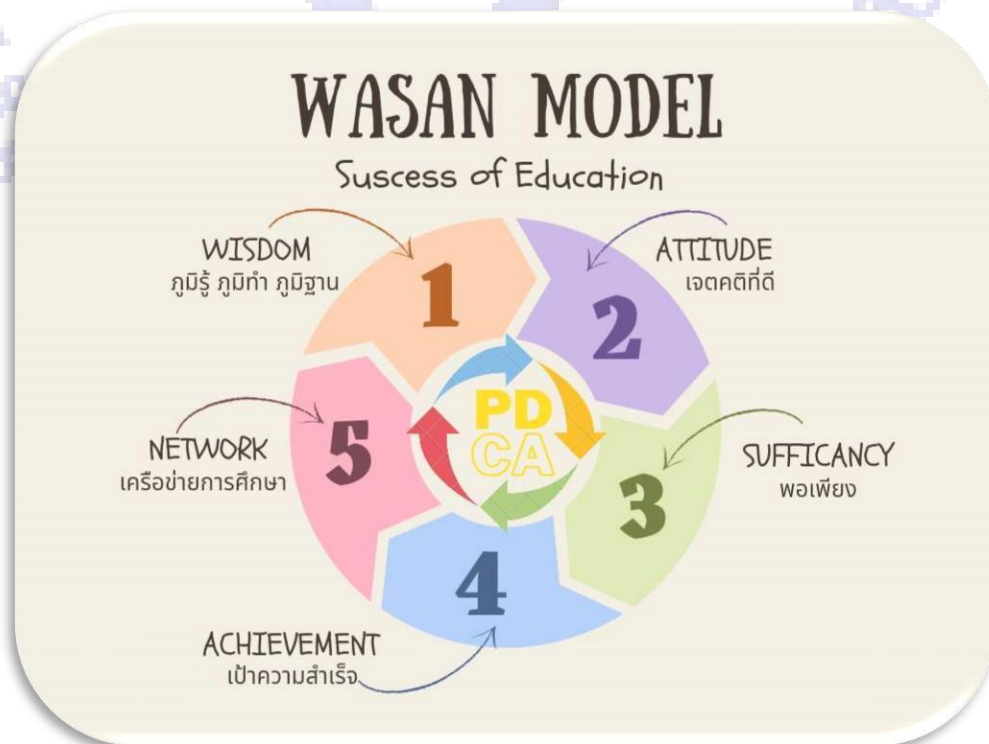 WASAN MODEL
Suscess of Education
WISDOM
ภูมิรู้ ภูมิทำ ภูมิฐาน
1
ATTITUDE
เจตคติที่ดี
2
SUFFICANCY
พอเพียง
3
ACHIEVEMENT
เป้าความสำเร็จ
4
NETWORK
เครือข่ายการศึกษา
5
PD
CA